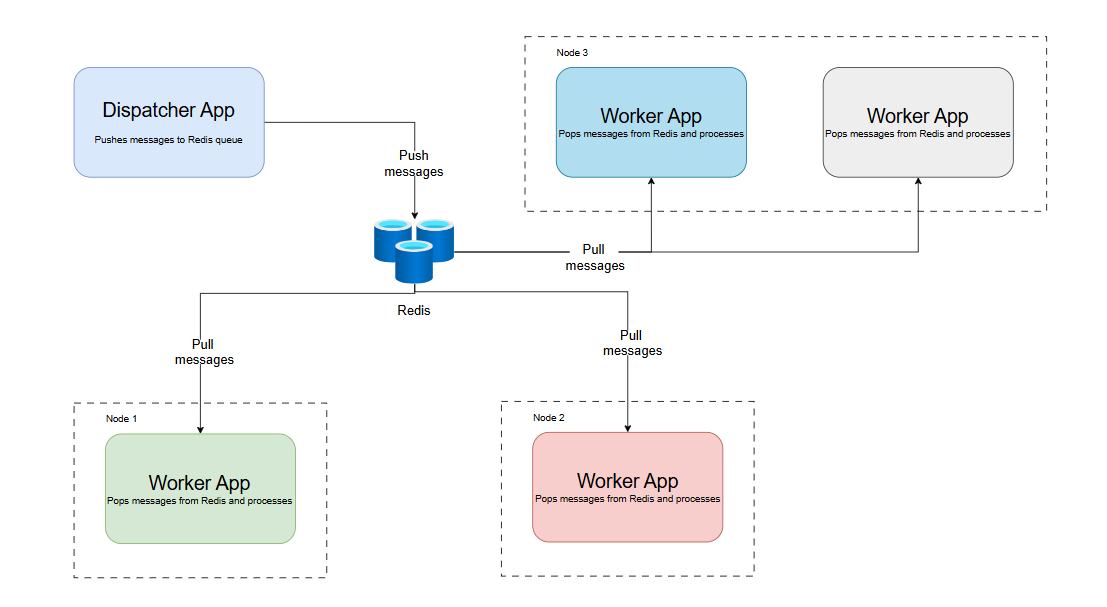 Dispatcher App
Pushes messages to Redis queue
Push
messages
Node 3
Worker App
Pops messages from Redis and processes
Worker App
Pops messages from Redis and processes
Pull
messages
Redis
Pull
messages
Pull
messages
Node 1
Worker App
Pops messages from Redis and processes
Node 2
Worker App
Pops messages from Redis and processes